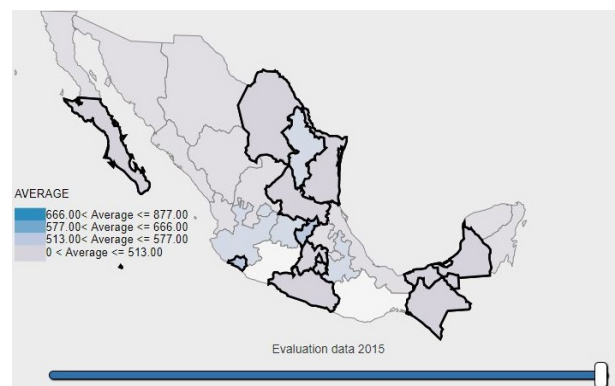 AVERAGE
666.00< Average <= 877.00
577.00< Average <= 666.00
513.00< Average <= 577.00
0 < Average <= 513.00
Evaluation data 2015